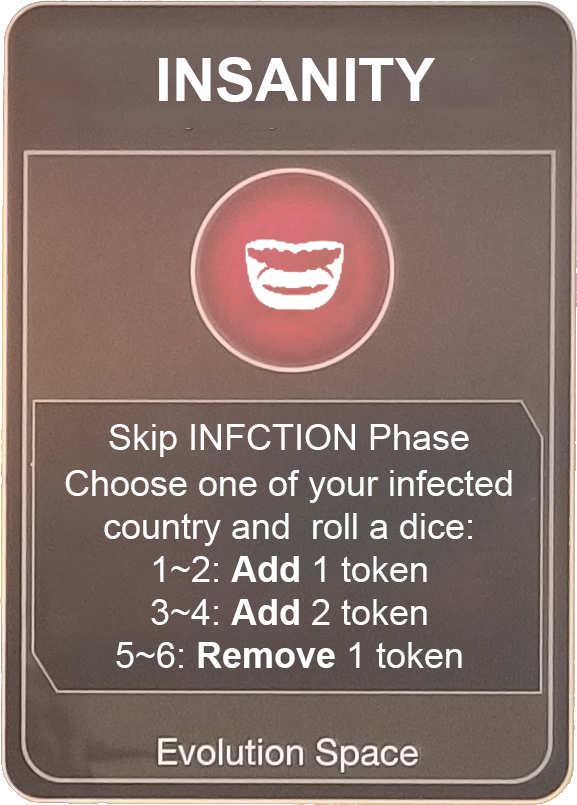 INSANITY
Skip INFCTION Phase
Choose one of your infected
country and  roll a dice:
1~2: Add 1 token
3~4: Add 2 token
5~6: Remove 1 token
Evolution Space